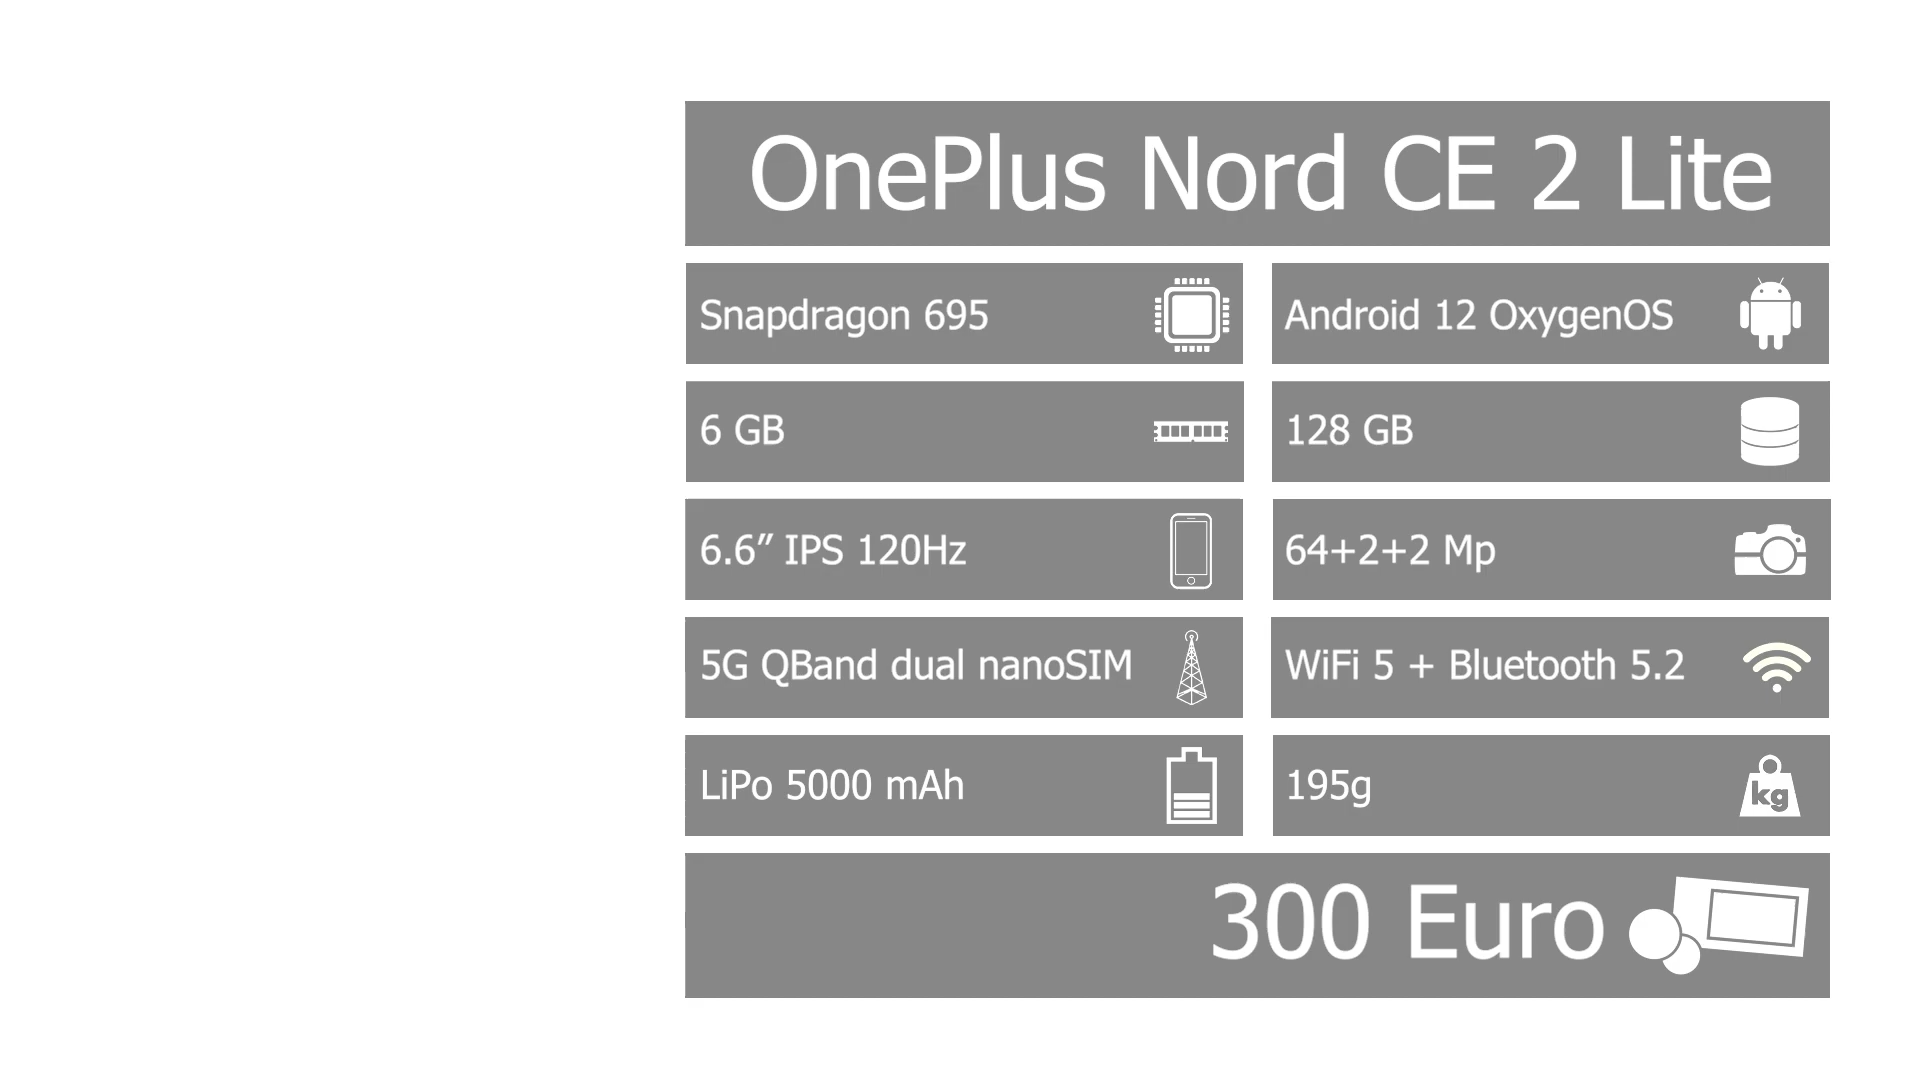 OnePlus Nord CE 2 Lite
Snapdragon 695
Android 12 OxygenOS
6 GB
128 GB
6.6” IPS 120Hz
64+2+2 Mp
5G QBand dual nanoSIM
WiFi 5 + Bluetooth 5.2
LiPo 5000 mAh
195g
kg
300 Euro